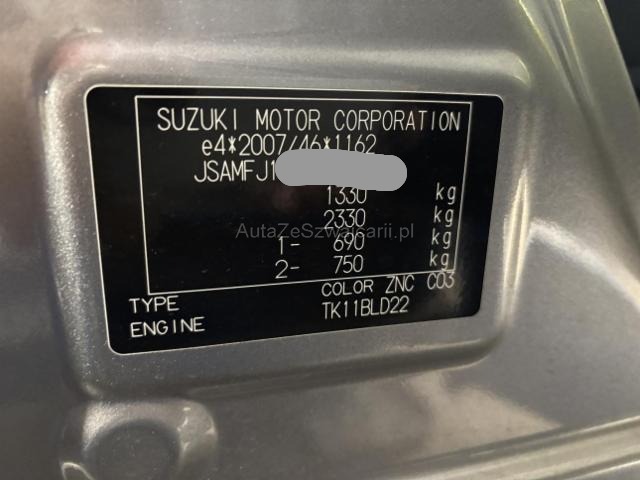 SUZUKI MOTOR CORPORATION
e4*2007/46*1162
JSAMFJ1
1330 kg
2330 kg
AutaZeSzwajcarii.pl
1- 690 kg
2- 750 kg
COLOR ZNC C03
TYPE TK11BLD22
ENGINE